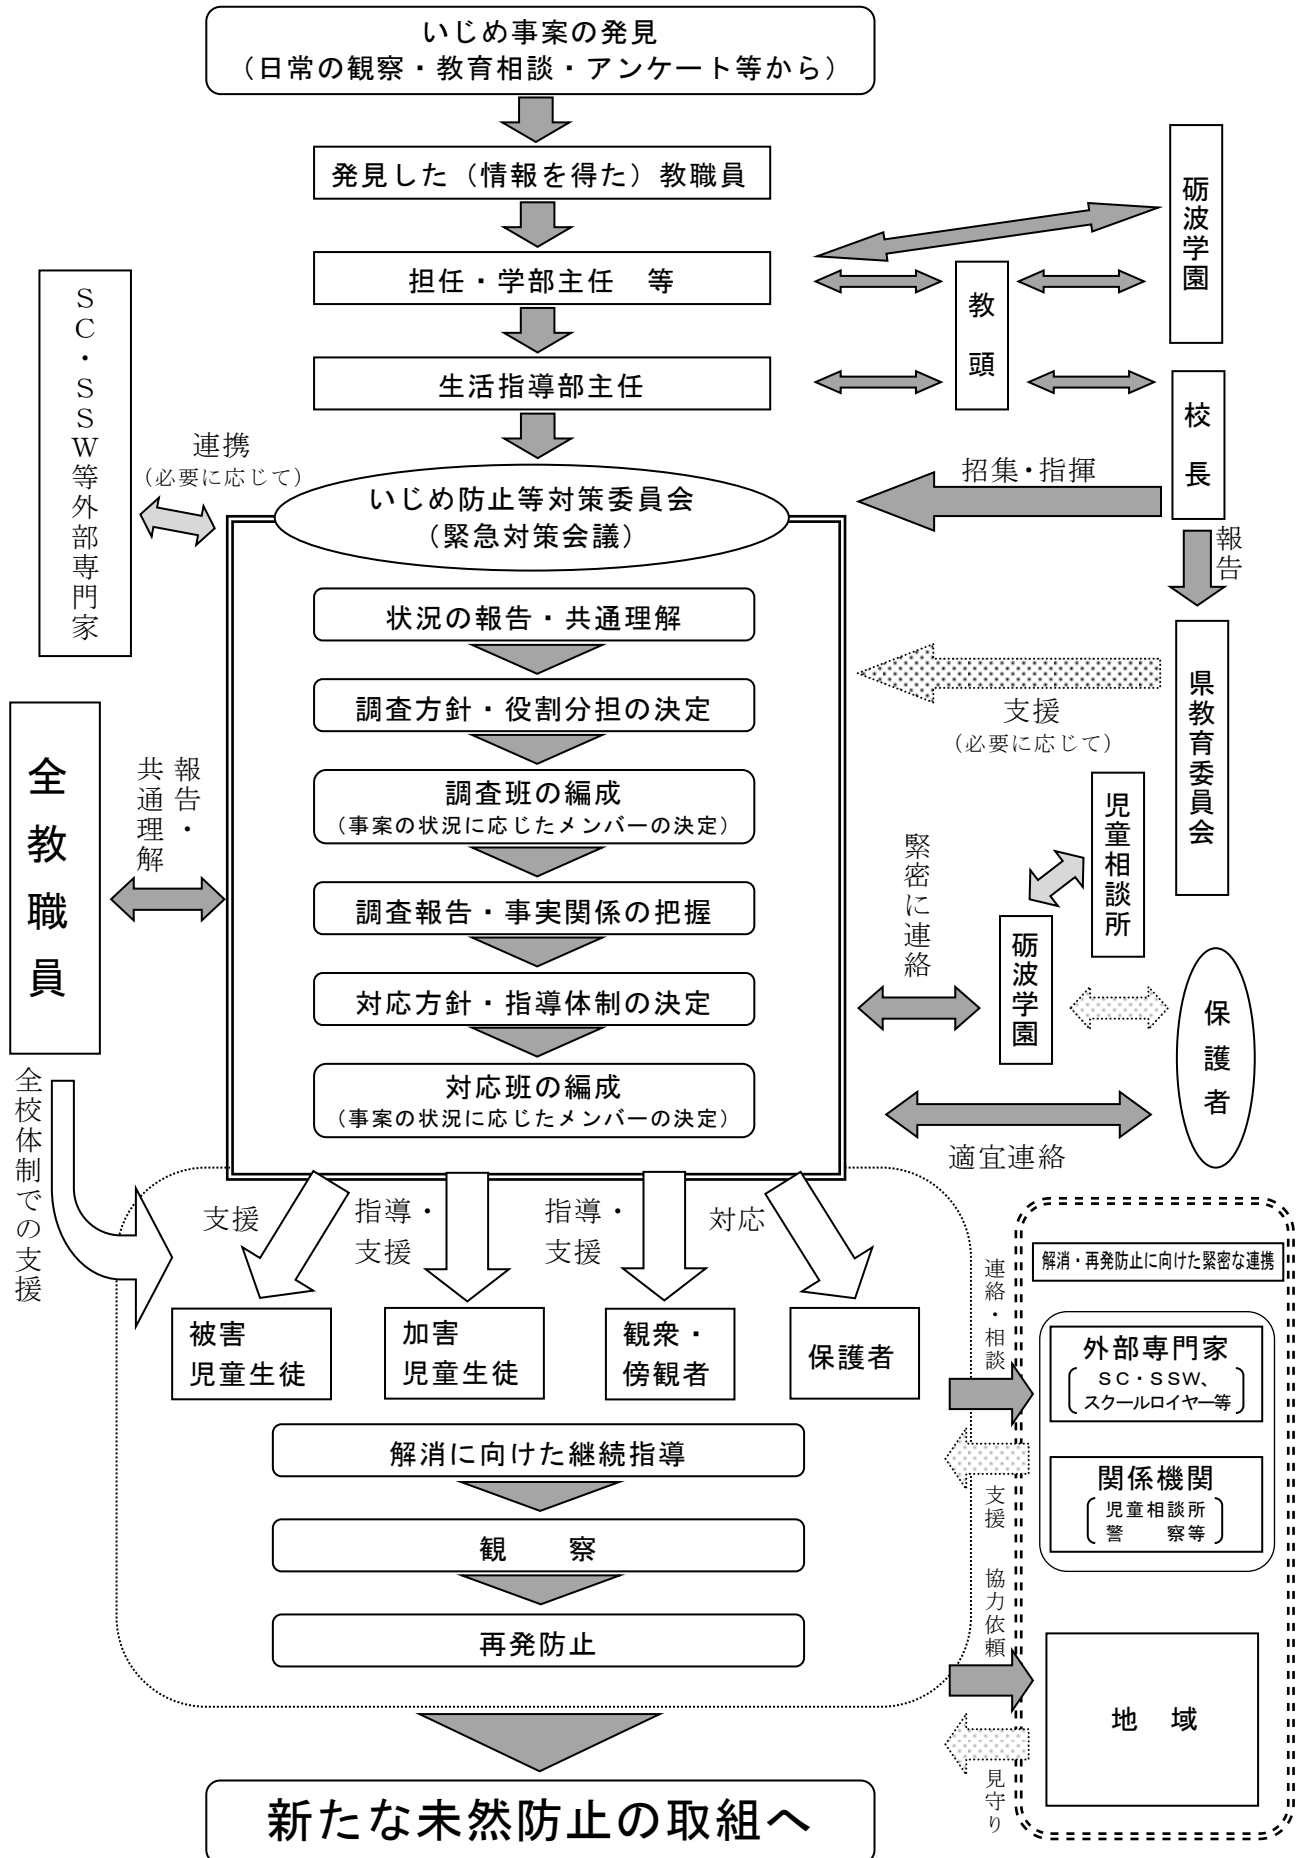 いじめ事案の発見
（日常の観察・教育相談・アンケート等から）
発見した（情報を得た）教職員
担任・学部主任　等
生活指導部主任
教頭
砺波学園
校長
招集・指揮
報告
ＳＣ・ＳＳＷ等外部専門家
連携
（必要に応じて）
いじめ防止等対策委員会
（緊急対策会議）
状況の報告・共通理解
調査方針・役割分担の決定
調査班の編成
（事案の状況に応じたメンバーの決定）
調査報告・事実関係の把握
対応方針・指導体制の決定
対応班の編成
（事案の状況に応じたメンバーの決定）
県教育委員会
支援
（必要に応じて）
児童相談所
緊密に連絡
砺波学園
保護者
適宜連絡
全教職員
報告・
共通理解
全校体制での支援
支援
指導・
支援
指導・
支援
対応
被害
児童生徒
加害
児童生徒
観衆・
傍観者
保護者
解消に向けた継続指導
観　　察
再発防止
連絡・相談
支援
協力依頼
見守り
解消・再発防止に向けた緊密な連携
外部専門家
ＳＣ・ＳＳＷ、
スクールロイヤー等
関係機関
児童相談所
警　　察等
地　域
新たな未然防止の取組へ